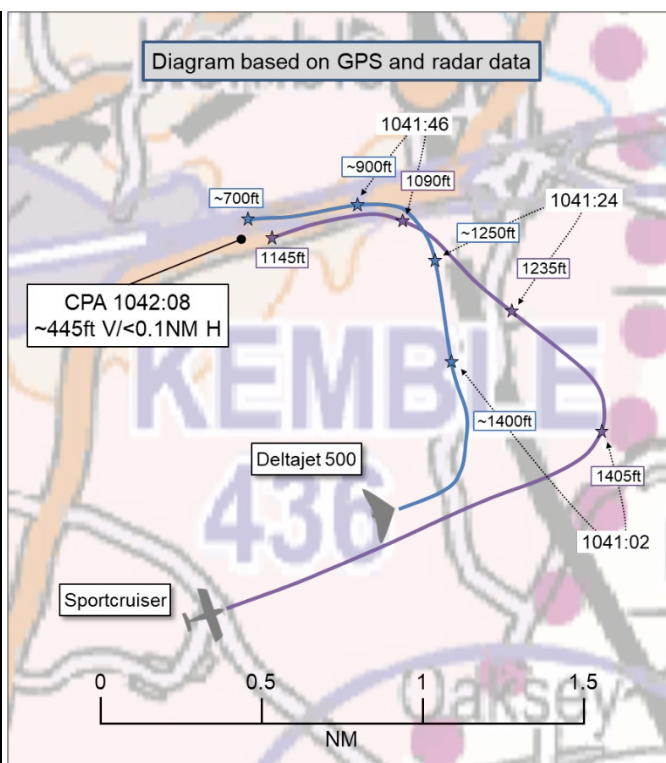 Diagram based on GPS and radar data
Kemble
1041:46
~900ft
~700ft
1090ft
1041:24
~1250ft
1145ft
1235ft
CPA 1042:08
~445ft V/<0.1NM H
KEMBLE
~1400ft
Deltajet 500
1405ft
436
1041:02
Sportcruiser
Oaksey
0
0.5
1
1.5
NM